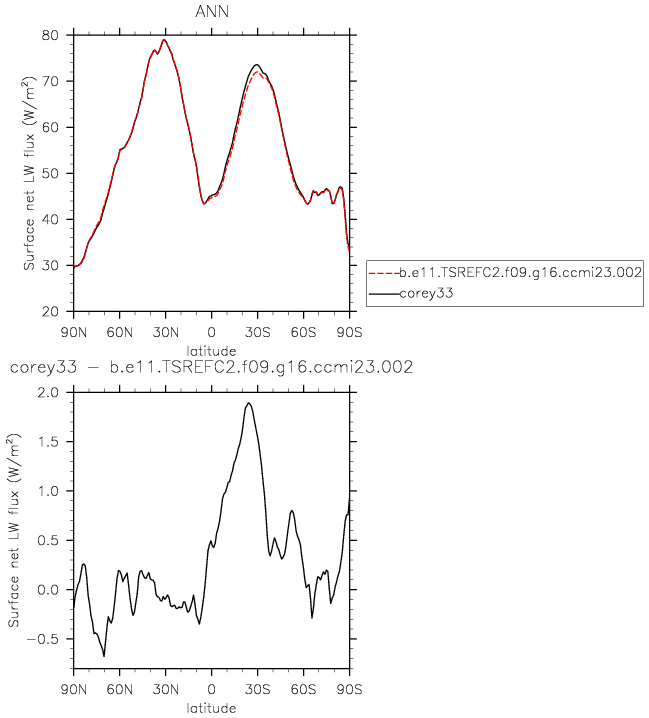 ANN
Surface net LW flux (W/m²)
80
70
60
50
40
30
20
90N 60N 30N 0 30S 60S 90S
latitude
b.e11.TSREFC2.f09.g16.ccmi23.002
corey33
corey33 − b.e11.TSREFC2.f09.g16.ccmi23.002
Surface net LW flux (W/m²)
2.0
1.5
1.0
0.5
0.0
−0.5
90N 60N 30N 0 30S 60S 90S
latitude